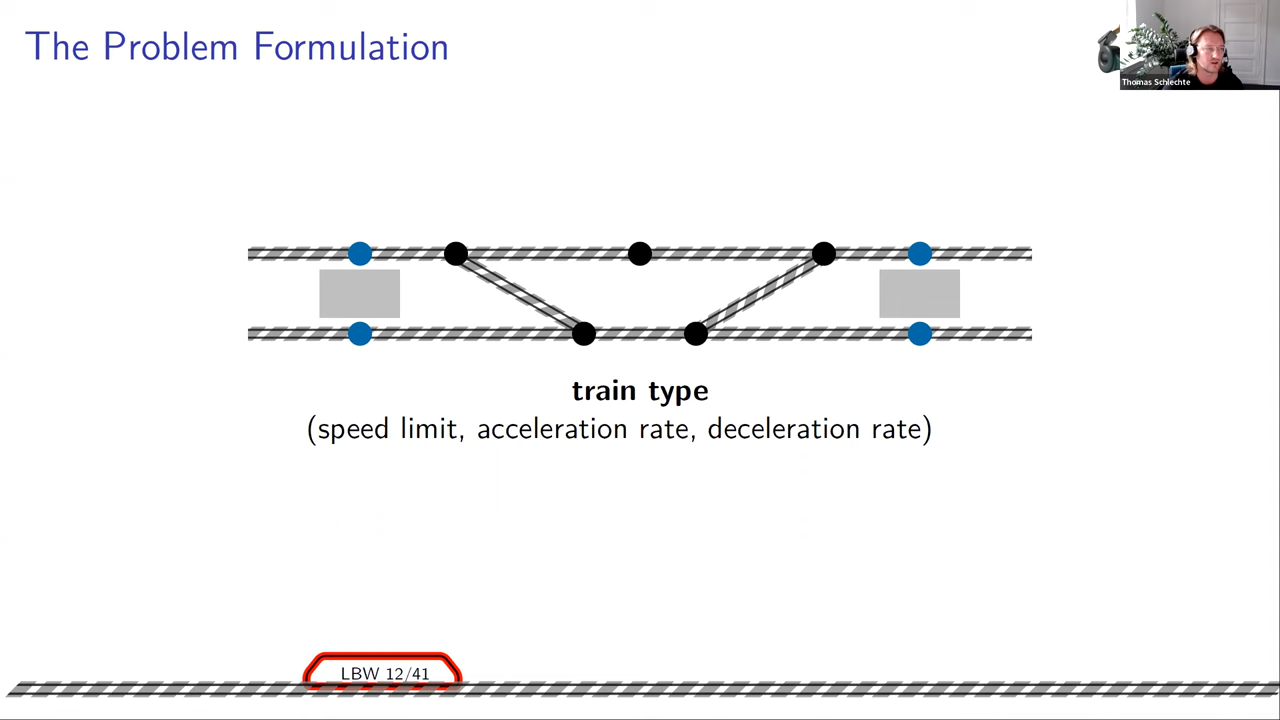 The Problem Formulation
Thomas Schlechte
train type
(speed limit, acceleration rate, deceleration rate)
LBW 12/41